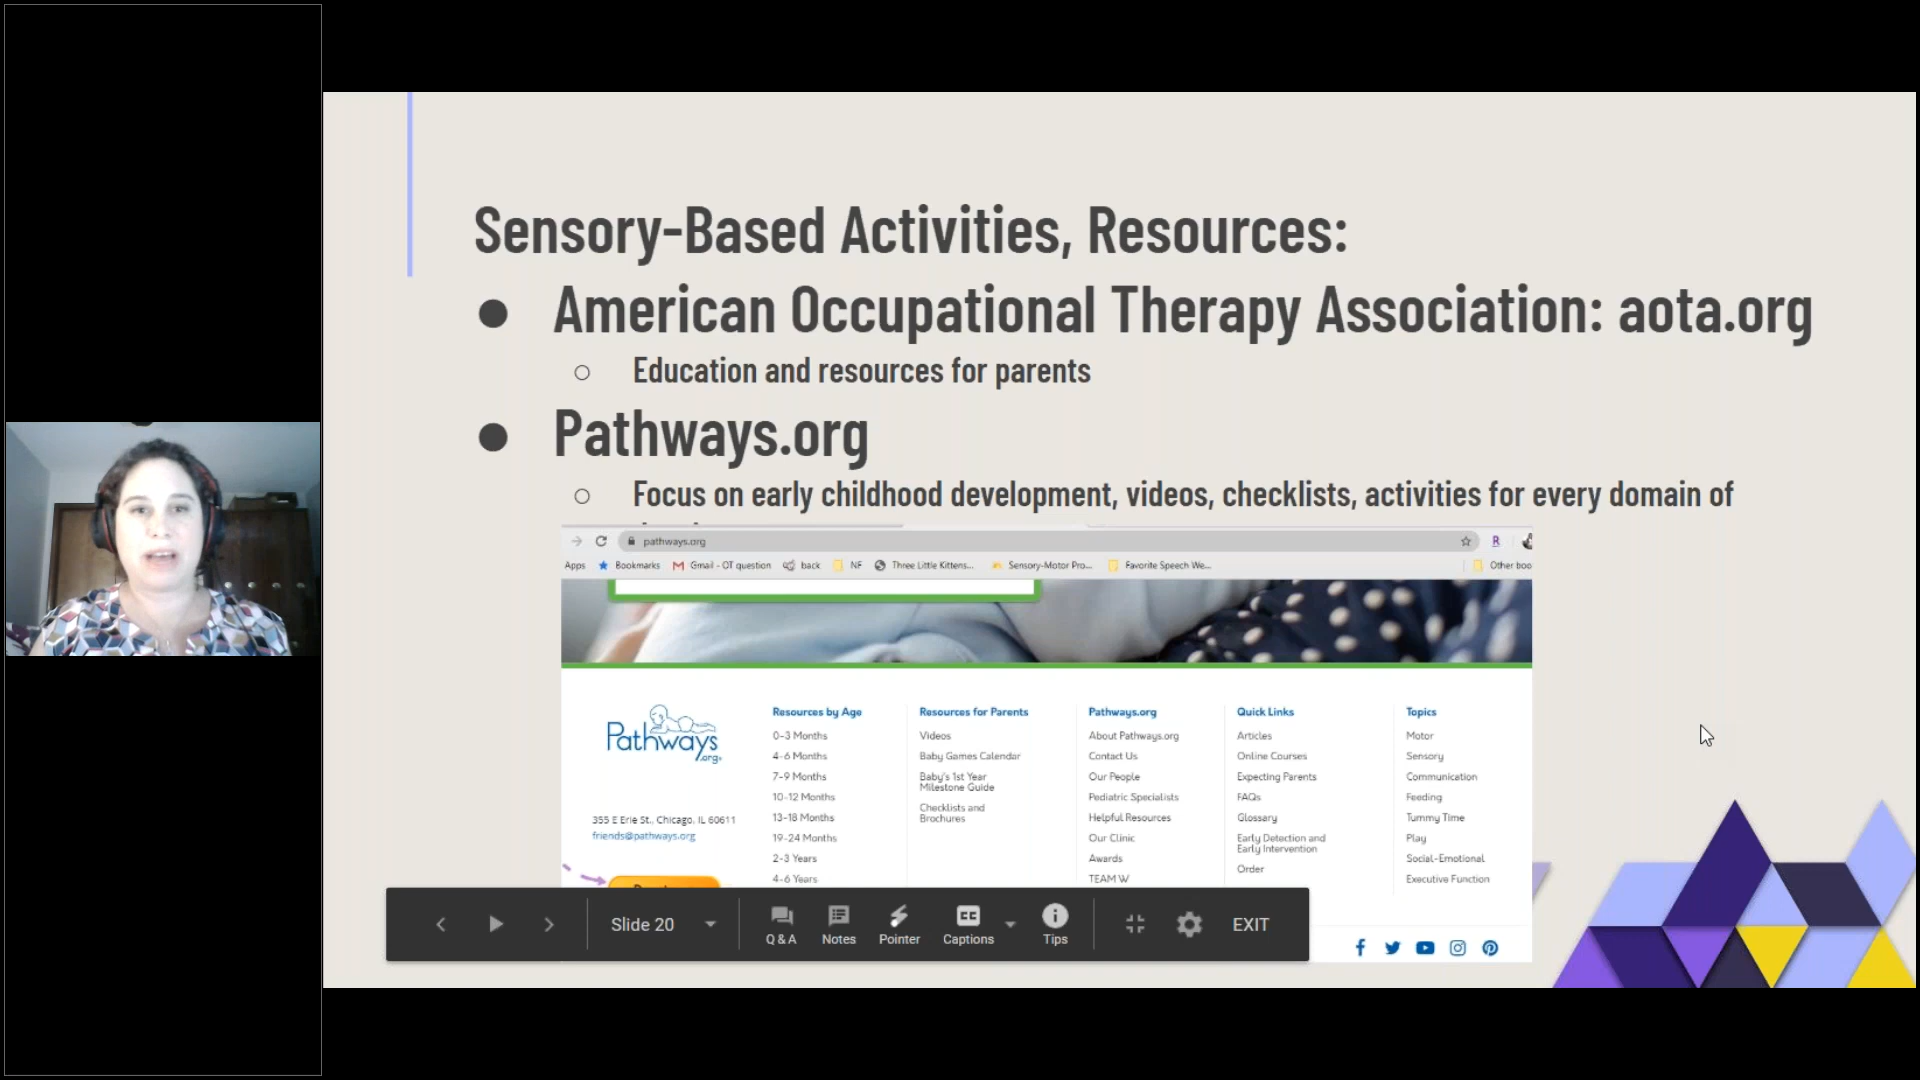 Sensory-Based Activities, Resources:
● American Occupational Therapy Association: aota.org
○ Education and resources for parents
● Pathways.org
○ Focus on early childhood development, videos, checklists, activities for every domain of
pathways.org
Apps Bookmarks Gmail - OT question back NF Three Little Kittens... Sensory-Motor Pro... Favorite Speech We... Other boo
Pathways
.org
355 E Erie St., Chicago, IL 60611
friends@pathways.org
Resources by Age
0-3 Months
4-6 Months
7-9 Months
10-12 Months
13-18 Months
19-24 Months
2-3 Years
4-6 Years
Resources for Parents
Videos
Baby Games Calendar
Baby's 1st Year
Milestone Guide
Checklists and
Brochures
Pathways.org
About Pathways.org
Contact Us
Our People
Pediatric Specialists
Helpful Resources
Our Clinic
Awards
TEAM W
Quick Links
Articles
Online Courses
Expecting Parents
FAQs
Glossary
Early Detection and
Early Intervention
Order
Topics
Motor
Sensory
Communication
Feeding
Tummy Time
Play
Social-Emotional
Executive Function
Slide 20
Q & A
Notes
Pointer
CC
Captions
Tips
EXIT